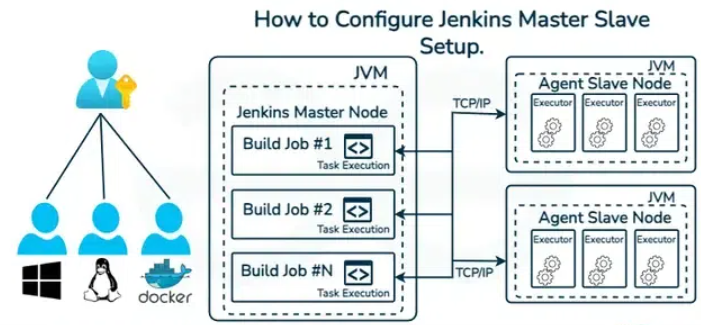 How to Configure Jenkins Master Slave
Setup.
JVM
Jenkins Master Node
Build Job #1
Task Execution
Build Job #2
Task Execution
Build Job #N
Task Execution
TCP/IP
TCP/IP
JVM
Agent Slave Node
Executor Executor Executor
JVM
Agent Slave Node
Executor Executor Executor
docker